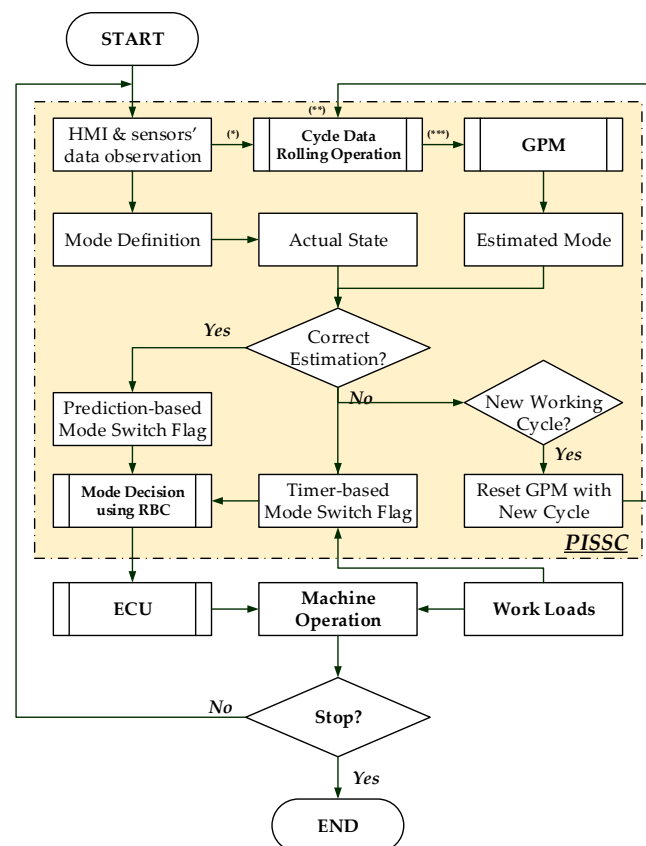 START
HMI & sensors'
data observation
(*)
(**)
Cycle Data
Rolling Operation
(***)
GPM
Mode Definition
Actual State
Estimated Mode
Yes
Correct
Estimation?
No
New Working
Cycle?
Yes
Prediction-based
Mode Switch Flag
Mode Decision
using RBC
Timer-based
Mode Switch Flag
Reset GPM with
New Cycle
PISSC
ECU
Machine
Operation
Work Loads
No
Stop?
Yes
END